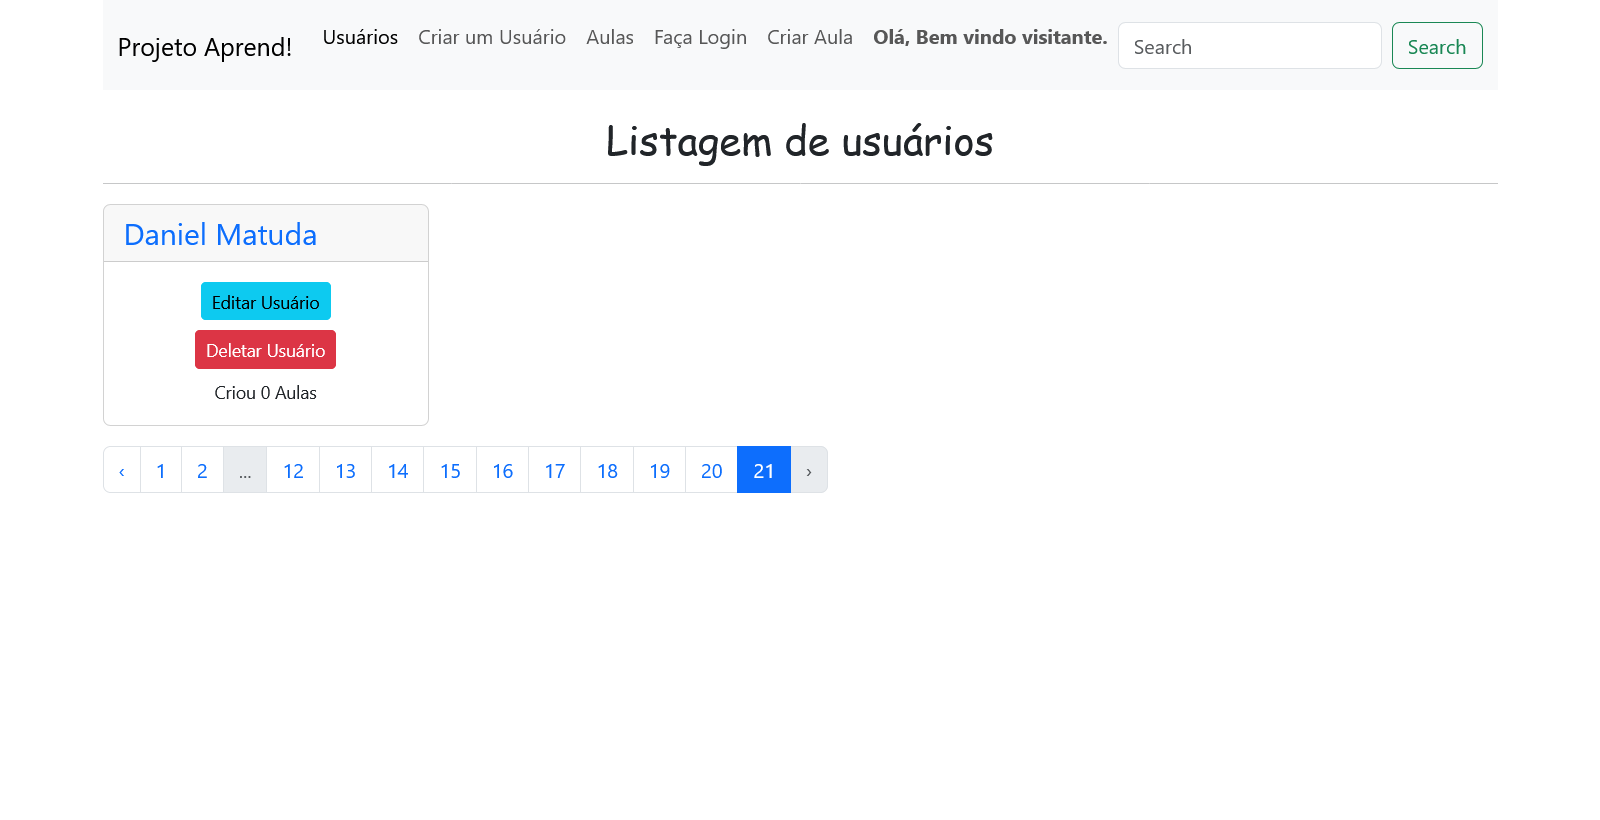 Projeto Aprend! Usuários Criar um Usuário Aulas Faça Login Criar Aula Olá, Bem vindo visitante. Search Search
Listagem de usuários
Daniel Matuda
Editar Usuário
Deletar Usuário
Criou 0 Aulas
‹ 1 2 ... 12 13 14 15 16 17 18 19 20 21 ›